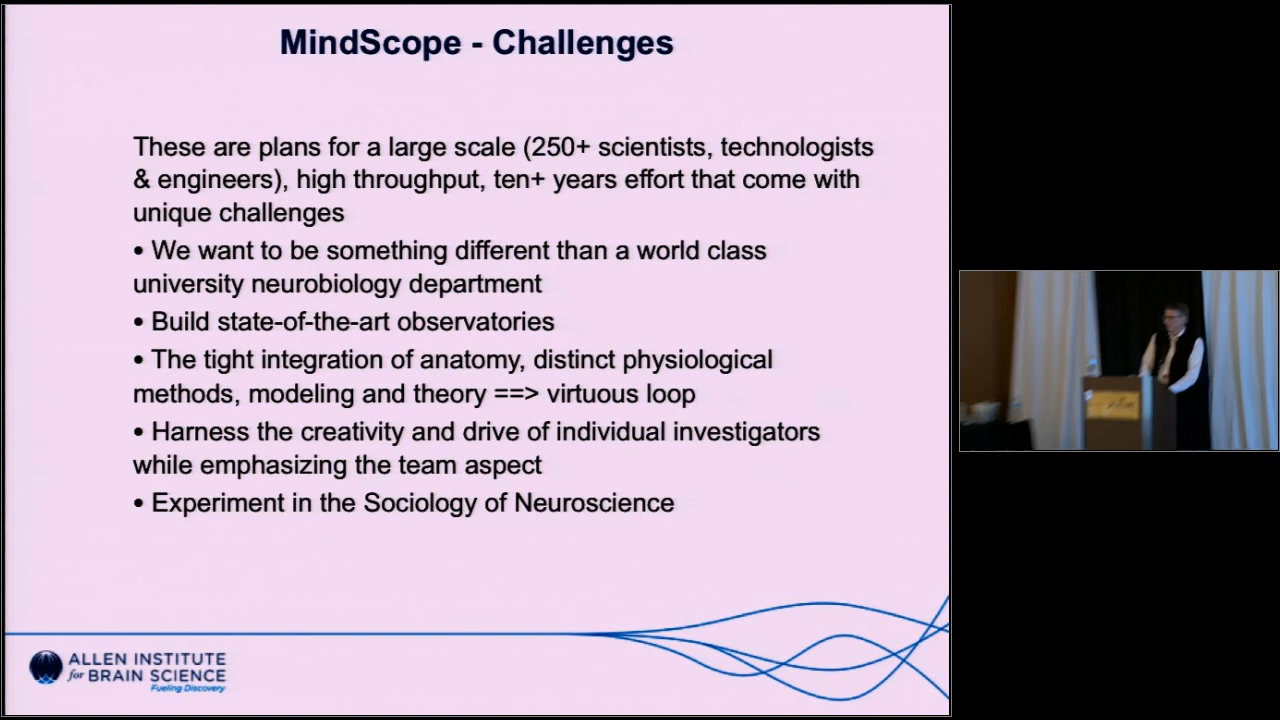 MindScope - Challenges
These are plans for a large scale (250+ scientists, technologists
& engineers), high throughput, ten+ years effort that come with
unique challenges
• We want to be something different than a world class
university neurobiology department
• Build state-of-the-art observatories
• The tight integration of anatomy, distinct physiological
methods, modeling and theory ==> virtuous loop
• Harness the creativity and drive of individual investigators
while emphasizing the team aspect
• Experiment in the Sociology of Neuroscience
ALLEN INSTITUTE
for BRAIN SCIENCE
Fueling Discovery